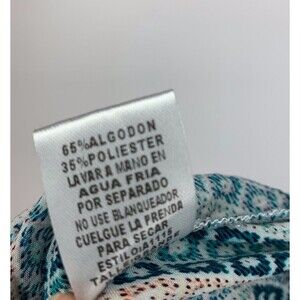 65%ALGODON
35%POLIESTER
LAVAR A MANO EN
AGUA FRIA
POR SEPARADO
NO USE BLANQUEADOR
CUELGUE LA PRENDA
PARA SECAR